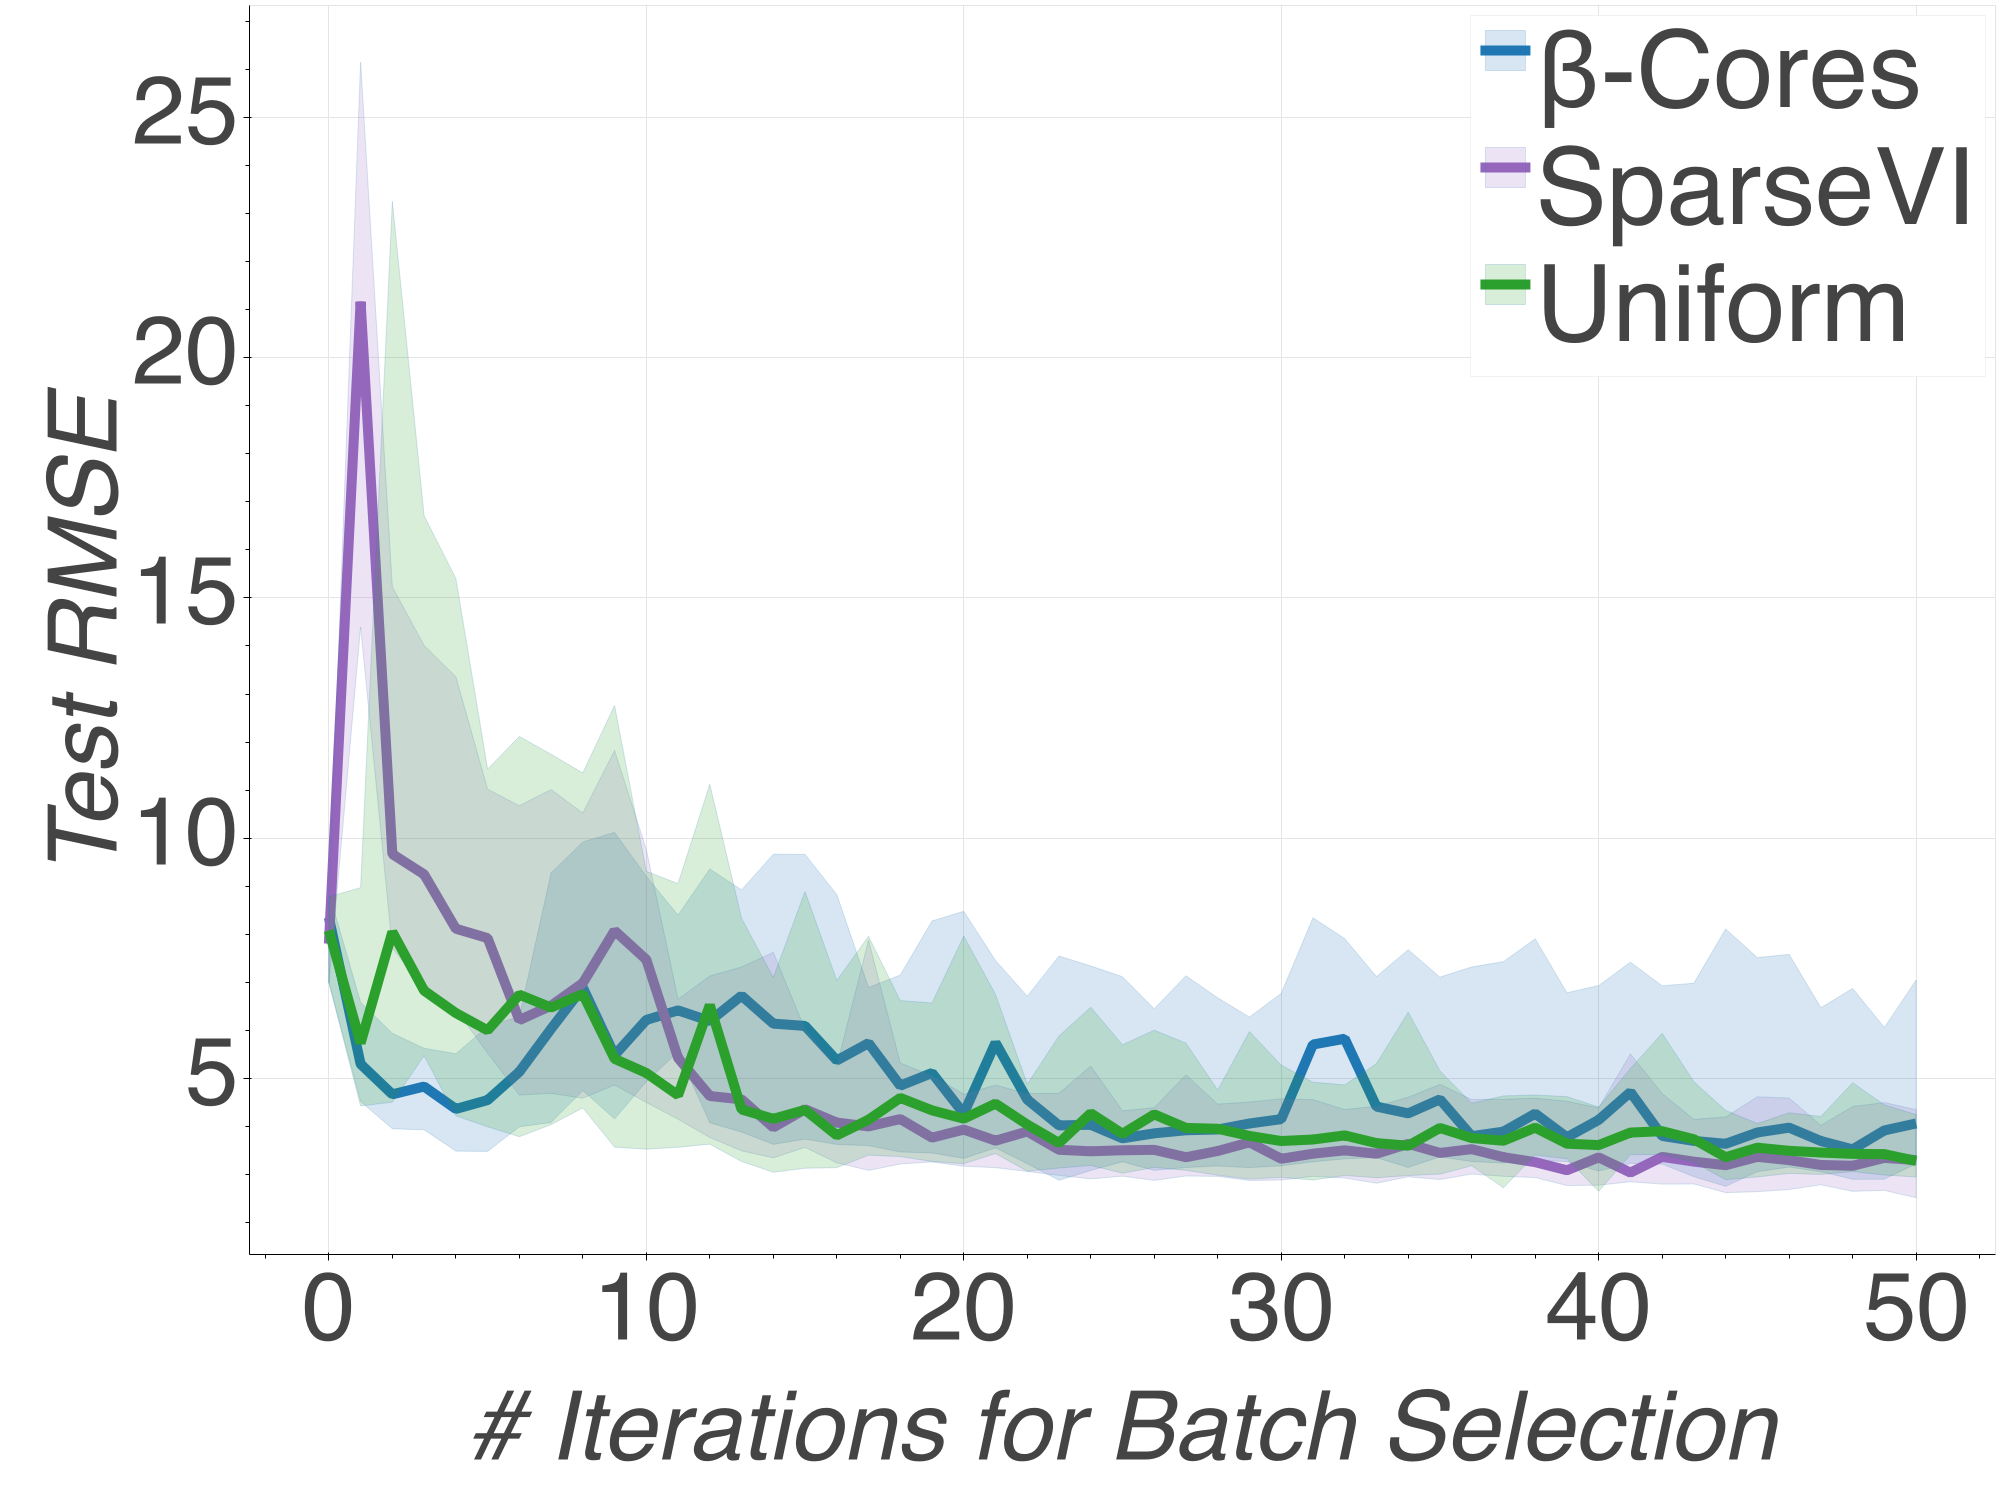 β-Cores
SparseVI
Uniform
Test RMSE
25
20
15
10
5
0 10 20 30 40 50
# Iterations for Batch Selection